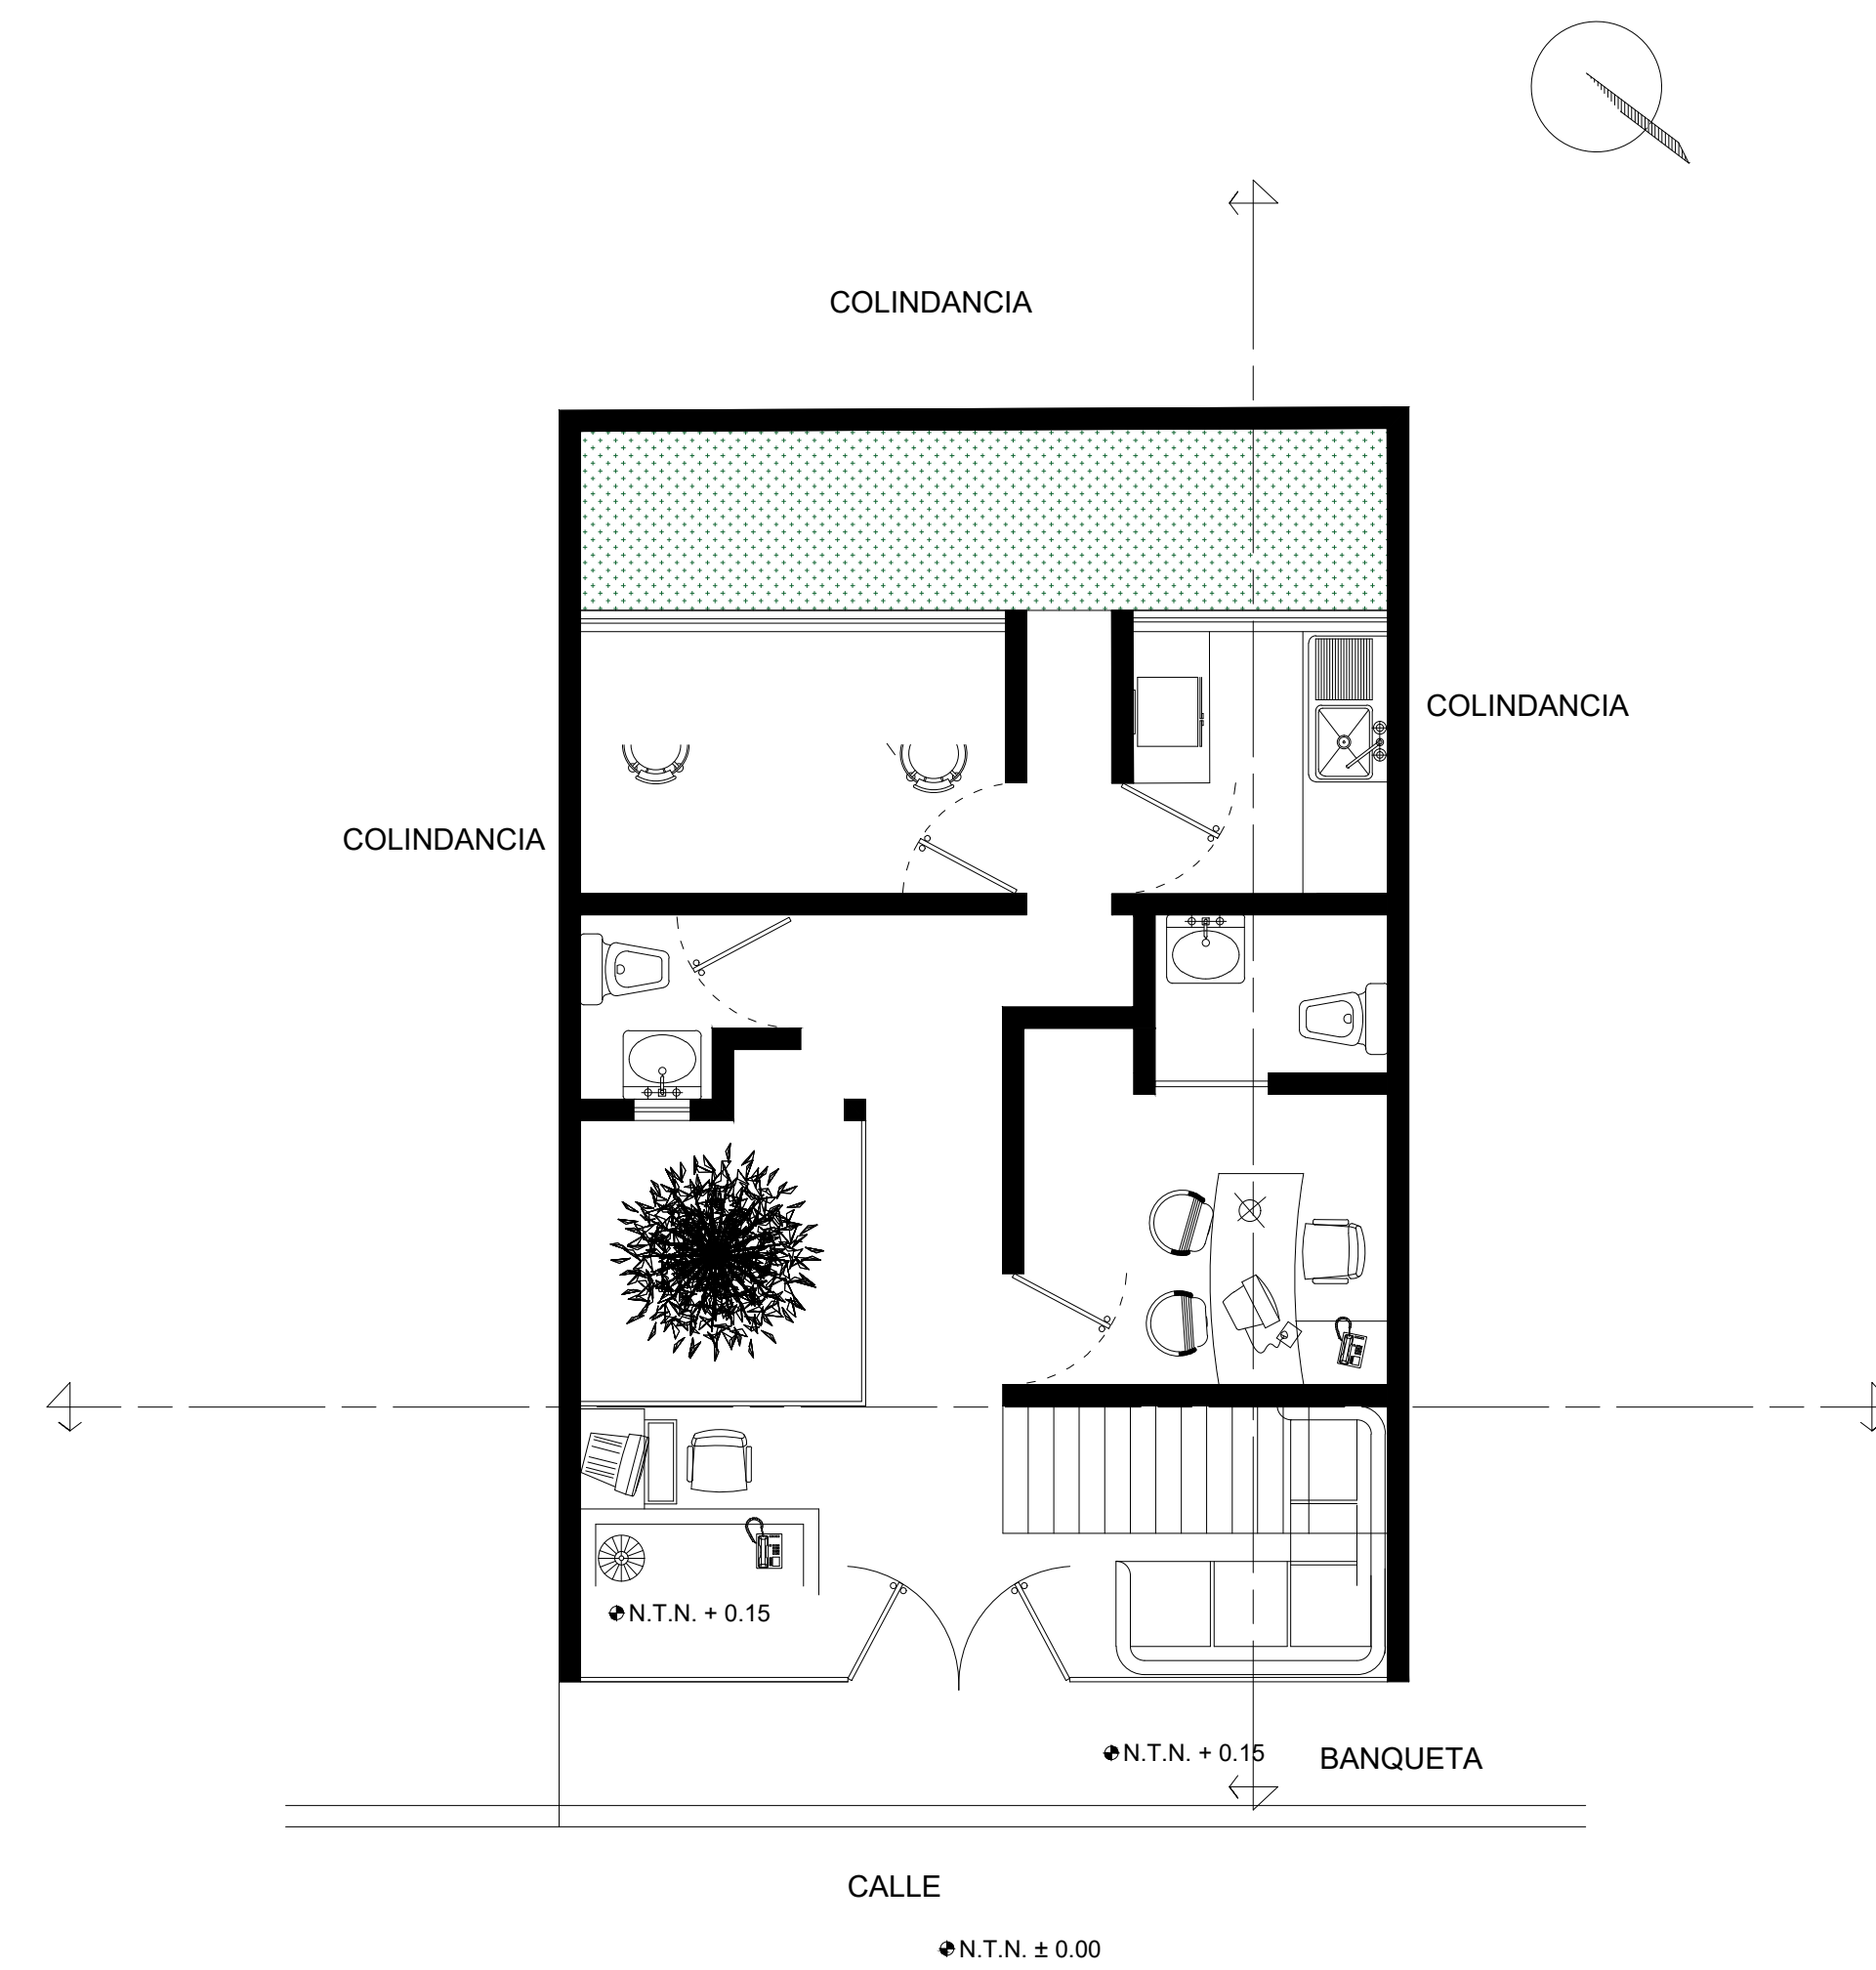 COLINDANCIA
COLINDANCIA
COLINDANCIA
N.T.N. + 0.15
N.T.N. + 0.15
BANQUETA
CALLE
N.T.N. ± 0.00